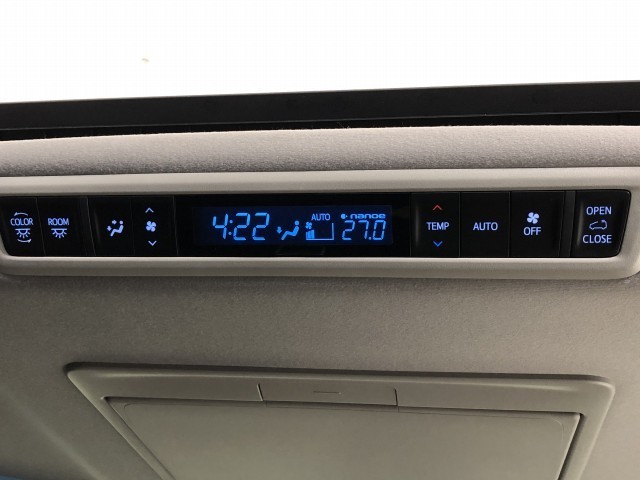 COLOR
ROOM
4:22
AUTO
nanoe
27.0
TEMP
AUTO
OFF
OPEN
CLOSE